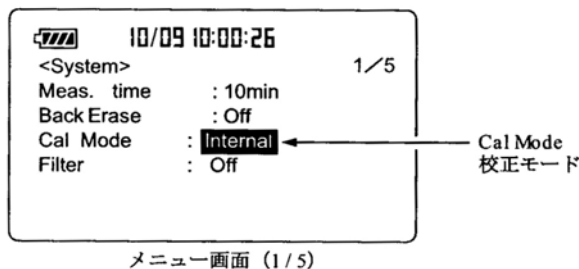 10/09 10:00:26
<System> 1/5
Meas. time : 10min
Back Erase : Off
Cal Mode : Internal
Filter : Off
Cal Mode
校正モード
メニュー画面 (1/5)